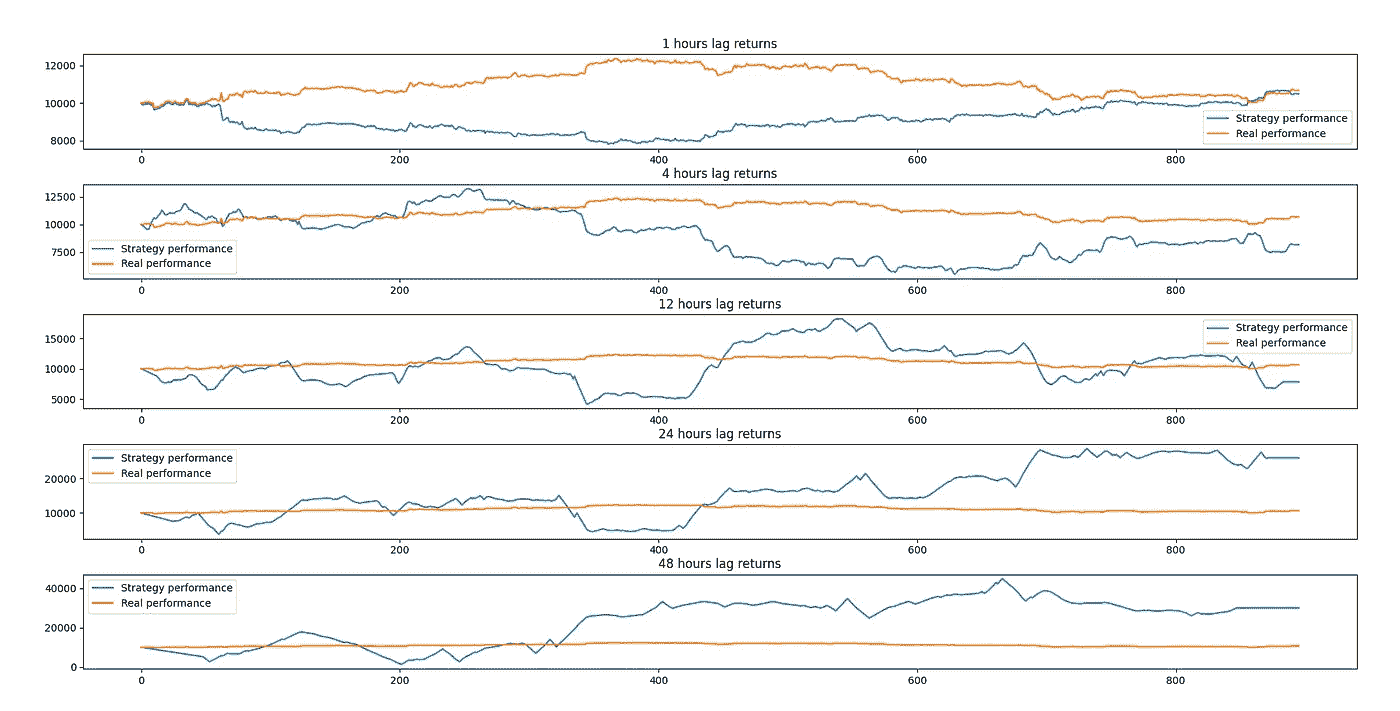 1 hours lag returns
12000
10000
8000
Strategy performance
Real performance
0 200 400 600 800
4 hours lag returns
12500
10000
7500
Strategy performance
Real performance
0 200 400 600 800
12 hours lag returns
15000
10000
5000
Strategy performance
Real performance
0 200 400 600 800
24 hours lag returns
20000
10000
Strategy performance
Real performance
0 200 400 600 800
48 hours lag returns
40000
20000
0
Strategy performance
Real performance
0 200 400 600 800